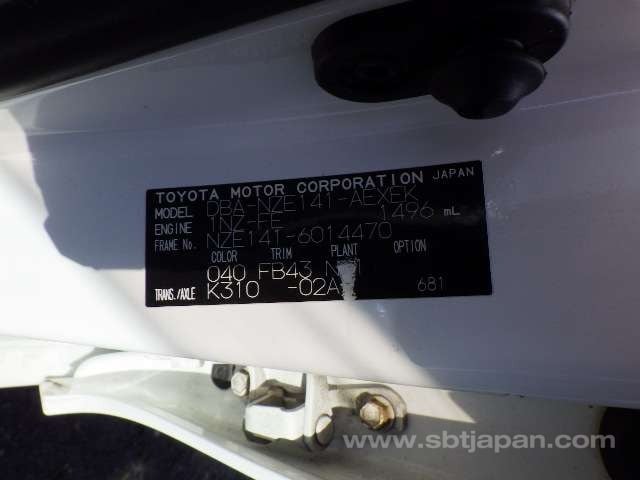 TOYOTA MOTOR CORPORATION JAPAN
MODEL DBA-NZE141-AEXEK
ENGINE 1NZ-FE 1496 mL
FRAME No. NZE141-6014470
COLOR TRIM PLANT OPTION
040 FB43
TRANS./AXLE K310 -02A 681
www.sbtjapan.com